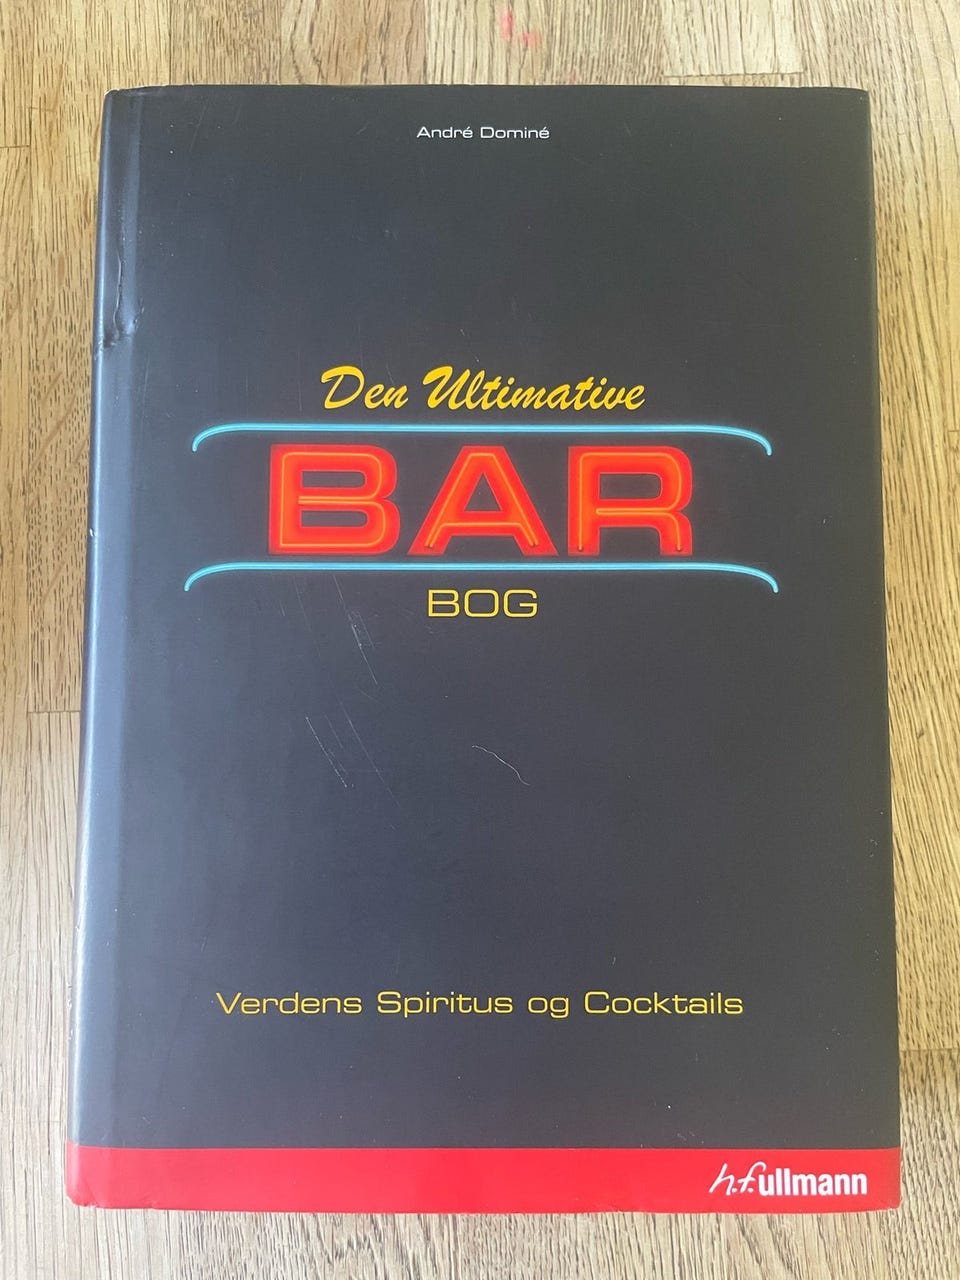 André Dominé
Den Ultimative
BAR
BOG
Verdens Spiritus og Cocktails
h.f.ullmann